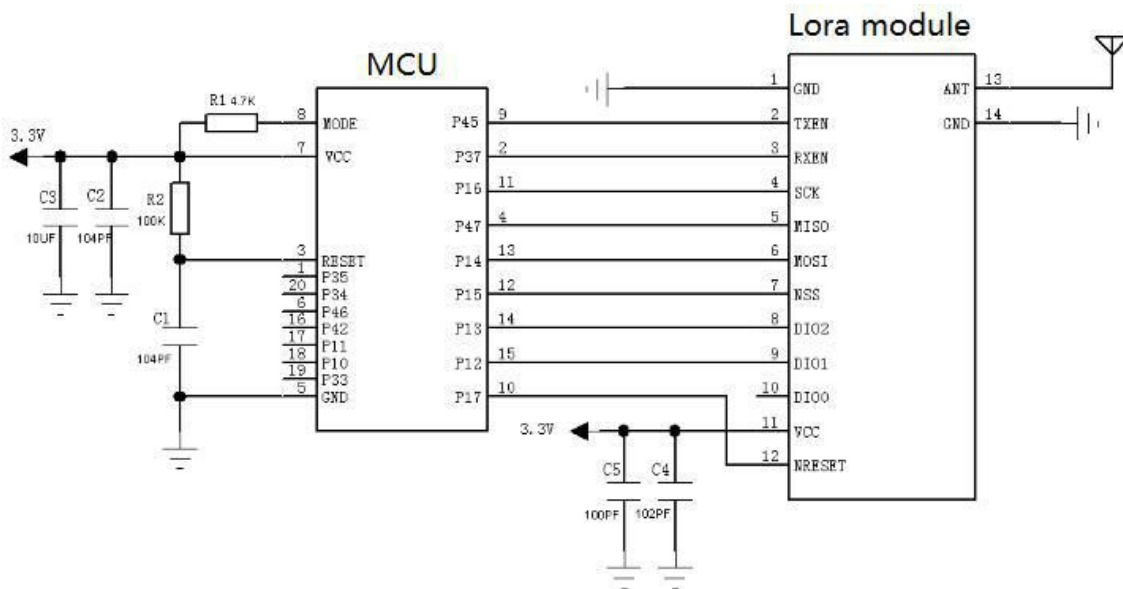 Lora module
MCU
R1 4.7K
8
MODE
3.3V
7
VCC
C3
10UF
C2
104PF
R2
100K
3
RESET
1
P35
20
P34
6
P46
16
P42
17
P11
18
P10
19
P33
5
GND
C1
104PF
P45 9
P37 2
P16 11
P47 4
P14 13
P15 12
P13 14
P12 15
P17 10
1 GND
2 TXEN
3 RXEN
4 SCK
5 MISO
6 MOSI
7 NSS
8 DIO2
9 DIO1
10 DIO0
11 VCC
12 NRESET
ANT 13
GND 14
3.3V
C5
100PF
C4
102PF